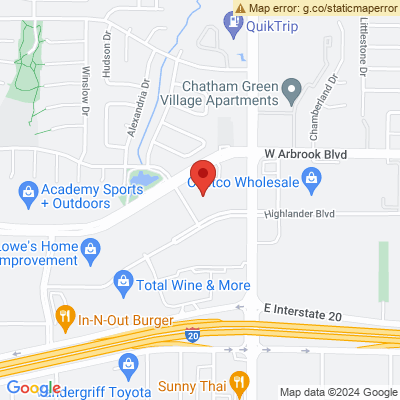 Map error: g.co/staticmaperror
QuikTrip
Hudson Dr
Winslow Dr
Alexandria Dr
Littlestone Dr
Chatham Green
Village Apartments
Chamberland Dr
W Arbrook Blvd
Wholesale
Academy Sports
+ Outdoors
Highlander Blvd
Lowe's Home
Improvement
Total Wine & More
E Interstate 20
In-N-Out Burger
20
Toyota
Sunny Thai
Google
Map data ©2024 Google